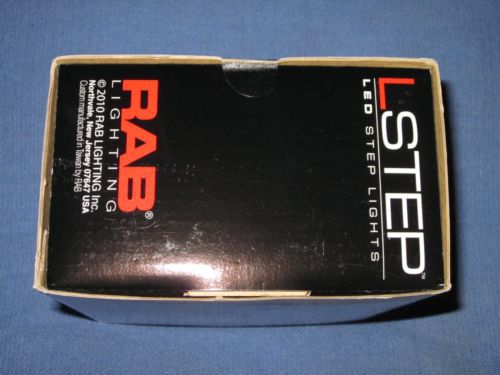 LSTEP™
LED STEP LIGHTS
RAB®
LIGHTING
© 2010 RAB LIGHTING Inc.
Northvale, New Jersey 07647 USA
Custom manufactured in Taiwan by RAB